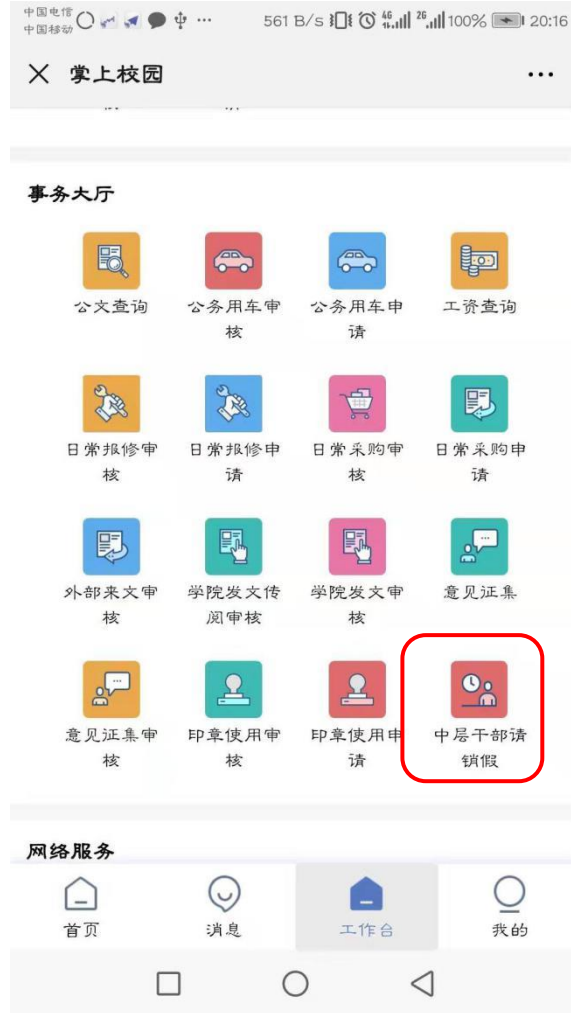 中国电信
中国移动
561 B/s 4G 1X 2G 100% 20:16
掌上校园
事务大厅
公文查询 公务用车审 公务用车申 工资查询
核 请
日常报修审 日常报修申 日常采购审 日常采购申
核 请 核 请
外部来文审 学院发文传 学院发文审 意见证集
核 阅审核 核
意见证集审 印章使用审 印章使用申 中层干部请
核 核 请 销假
网络服务
首页 消息 工作台 我的